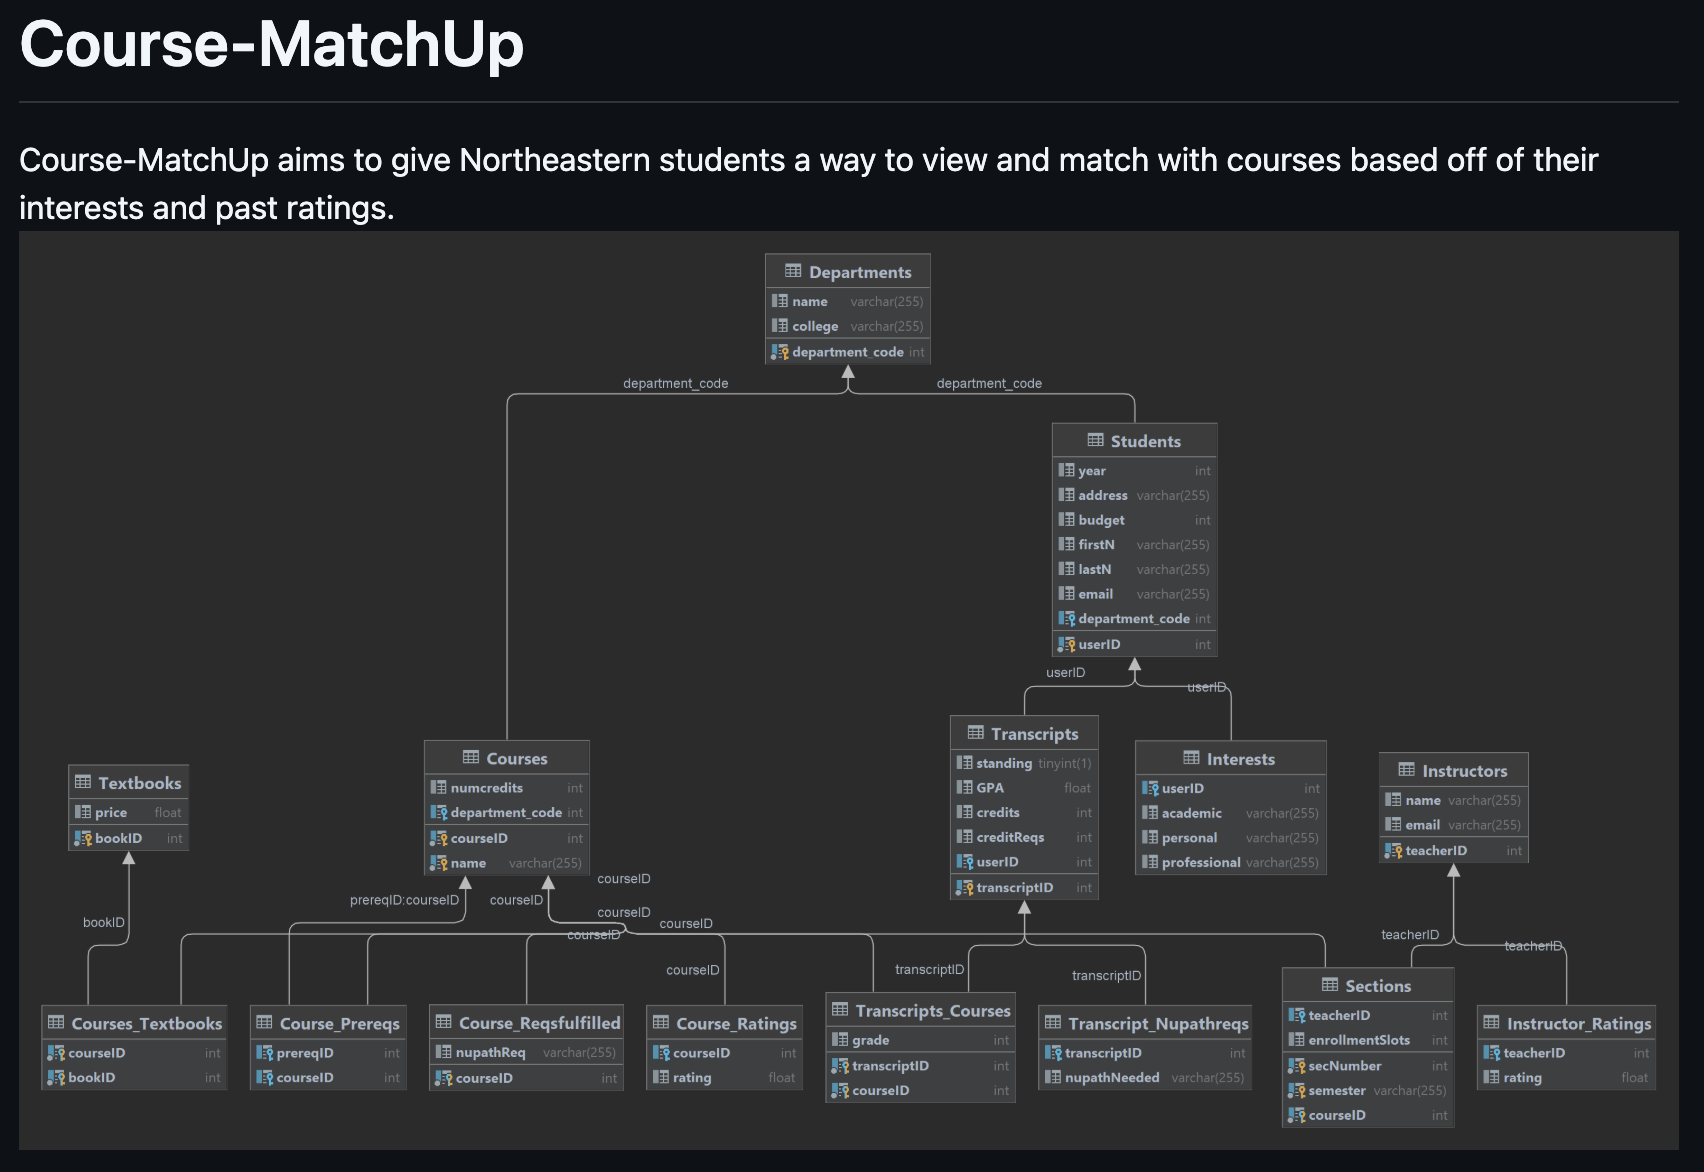 Course-MatchUp
Course-MatchUp aims to give Northeastern students a way to view and match with courses based off of their
interests and past ratings.
Departments
name varchar(255)
college varchar(255)
department_code int
department_code
department_code
Students
year int
address varchar(255)
budget int
firstN varchar(255)
lastN varchar(255)
email varchar(255)
department_code int
userID int
userID
userID
Textbooks
price float
bookID int
Courses
numcredits int
department_code int
courseID int
name varchar(255)
Transcripts
standing tinyint(1)
GPA float
credits int
creditReqs int
userID int
transcriptID int
Interests
userID int
academic varchar(255)
personal varchar(255)
professional varchar(255)
Instructors
name varchar(255)
email varchar(255)
teacherID int
bookID
prereqID:courseID
courseID
courseID
courseID
courseID
courseID
courseID
transcriptID
transcriptID
teacherID
teacherID
Courses_Textbooks
courseID int
bookID int
Course_Prereqs
prereqID int
courseID int
Course_Reqsfulfilled
nupathReq varchar(255)
courseID int
Course_Ratings
courseID int
rating float
Transcripts_Courses
grade int
transcriptID int
courseID int
Transcript_Nupathreqs
transcriptID int
nupathNeeded varchar(255)
Sections
teacherID int
enrollmentSlots int
secNumber int
semester varchar(255)
courseID int
Instructor_Ratings
teacherID int
rating float